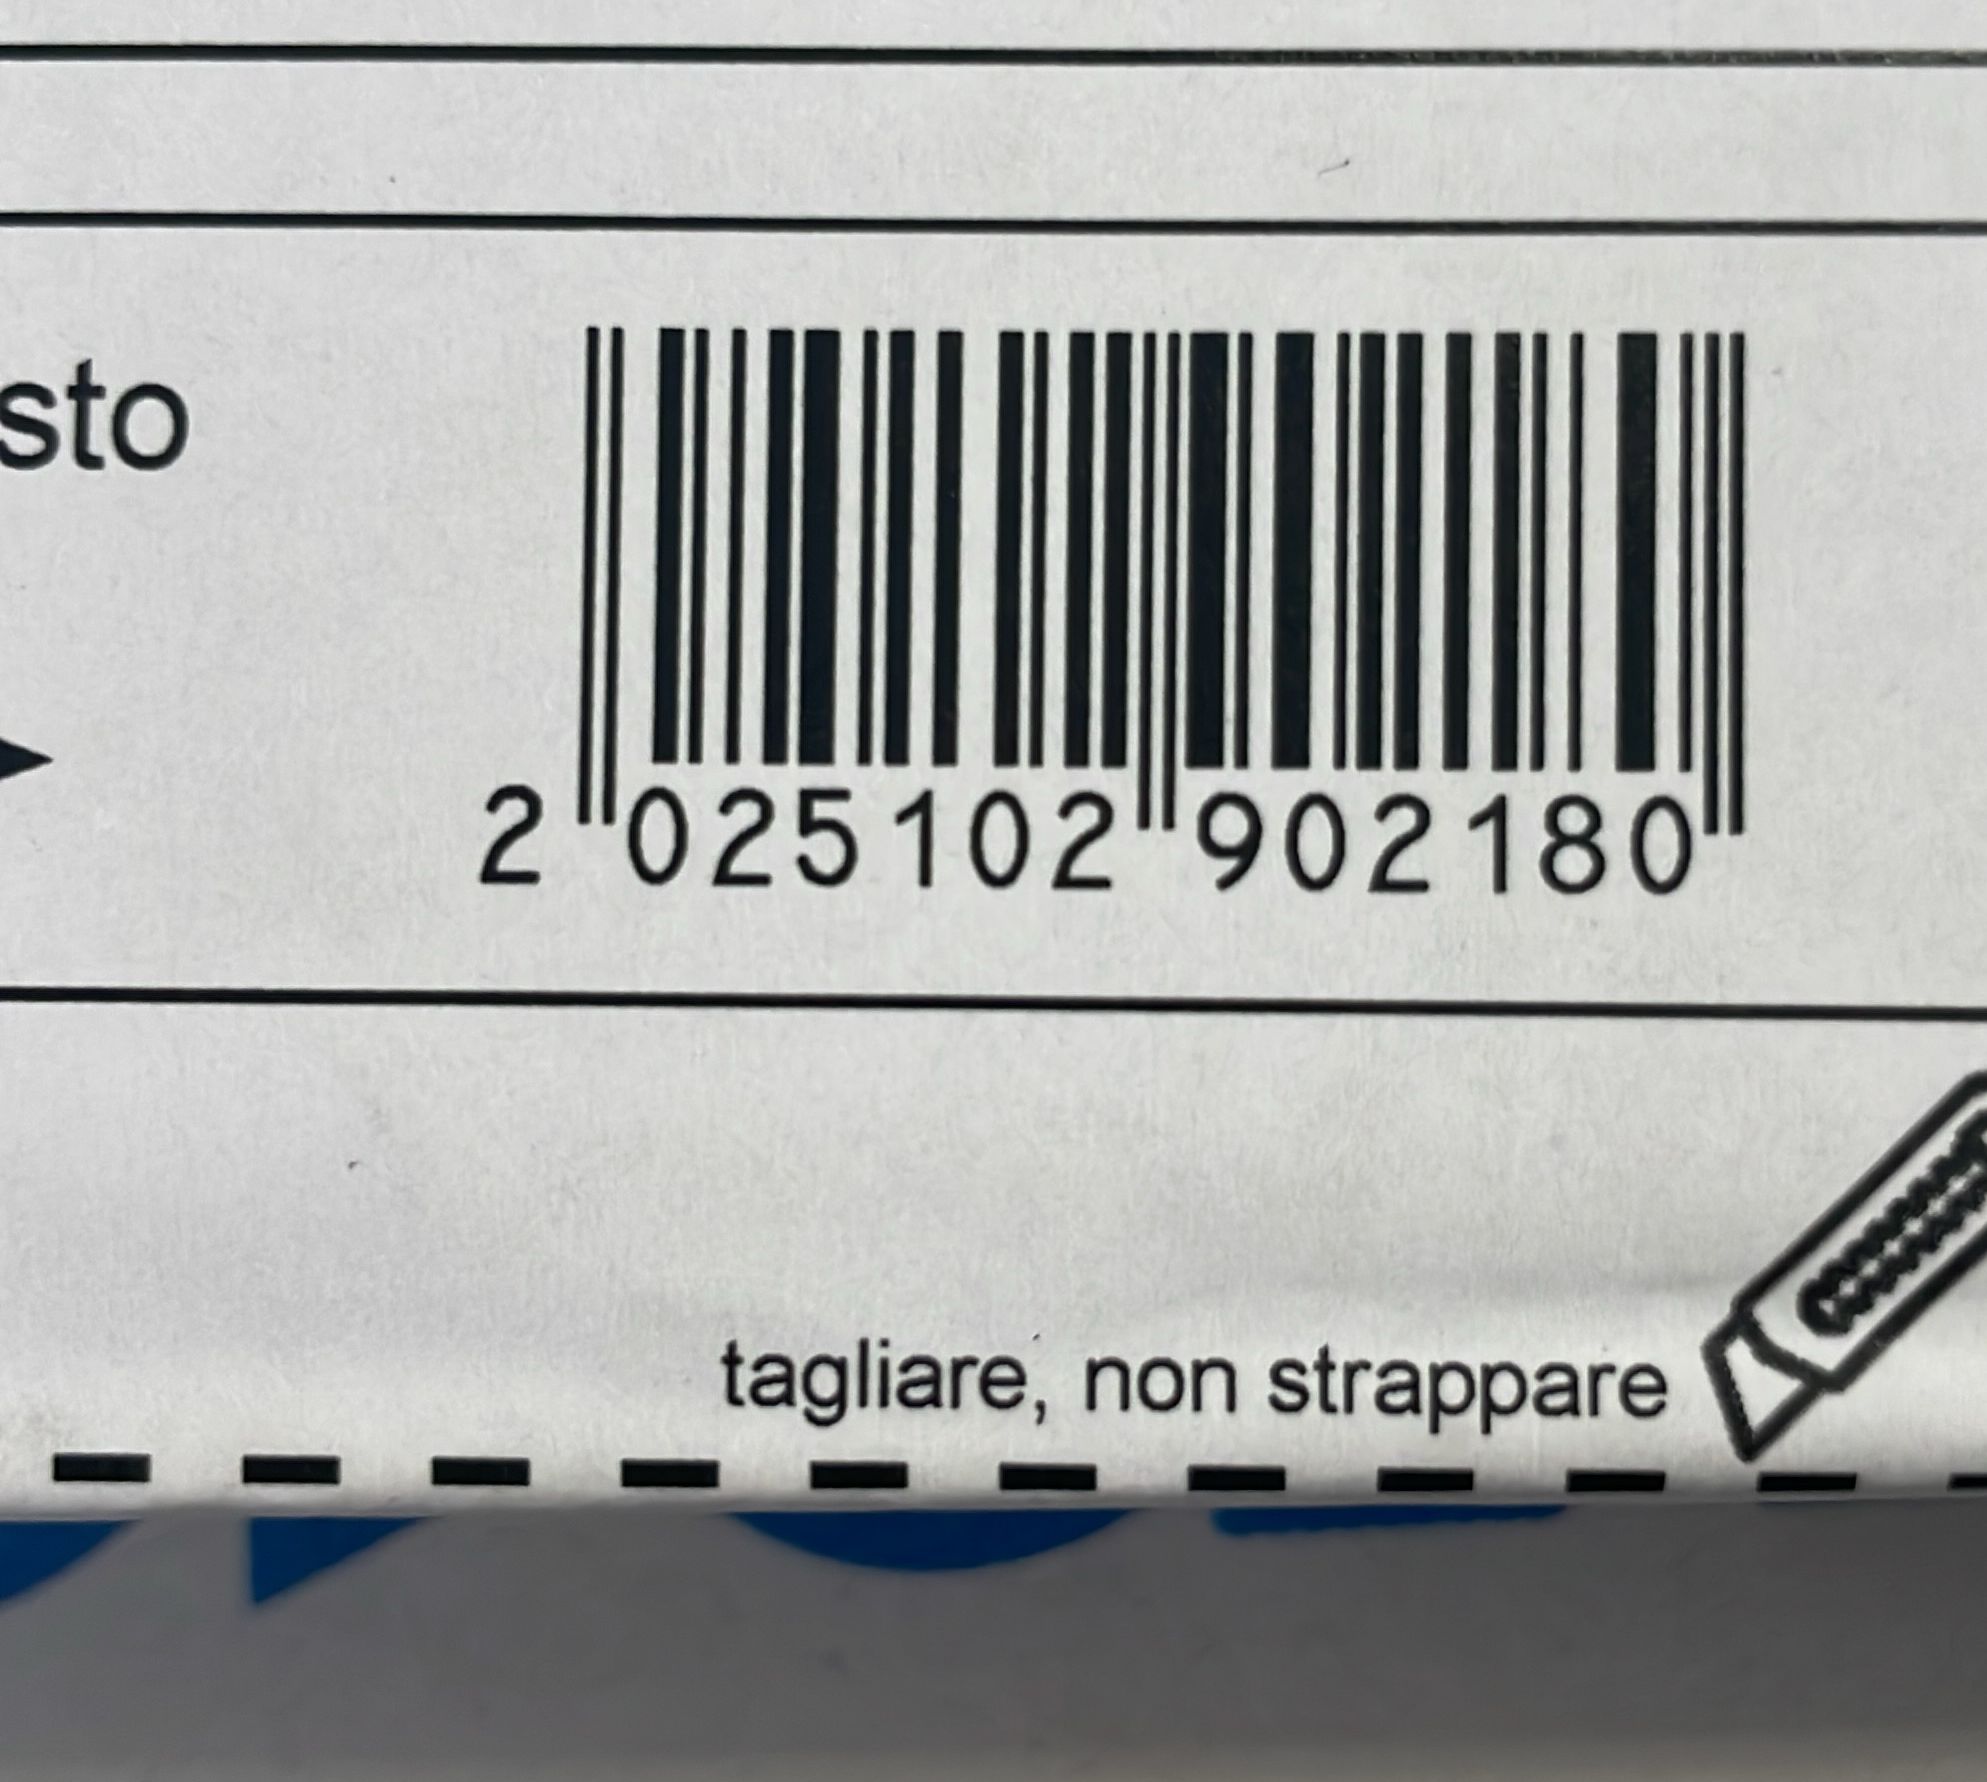 sto
2 025102 902180
tagliare, non strappare